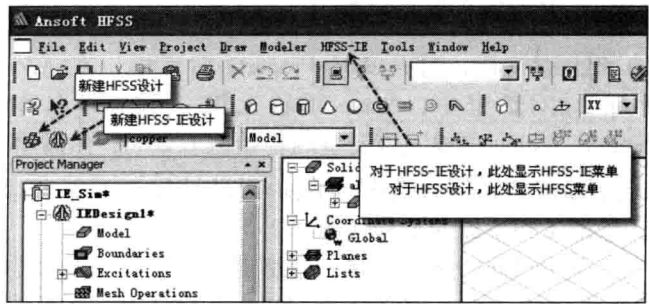 Ansoft HFSS
File Edit View Project Draw Modeler HFSS-IE Tools Window Help
新建HFSS设计
新建HFSS-IE设计
XY
copper
Model
Project Manager
对于HFSS-IE设计，此处显示HFSS-IE菜单
对于HFSS设计，此处显示HFSS菜单
IE_Sim*
IEDesign1*
Model
Boundaries
Excitations
Mesh Operations
Solid
Coordinate Systems
Global
Planes
Lists